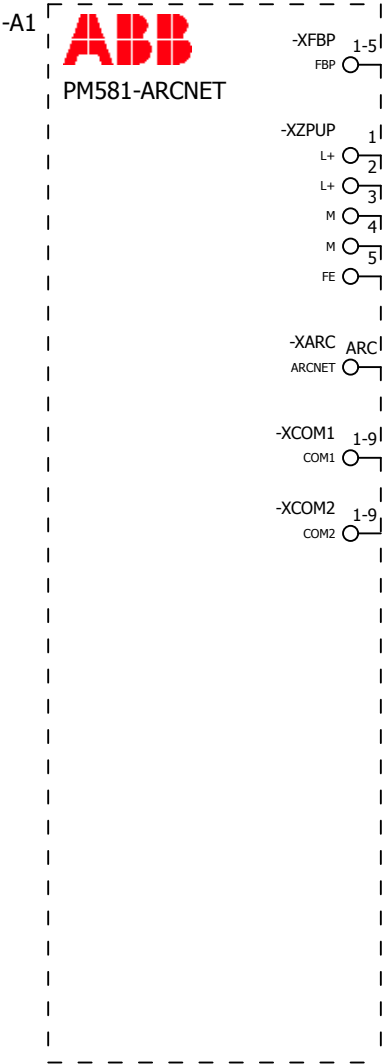 -A1
ABB
PM581-ARCNET
-XFBP 1-5
FBP
-XZPUP 1
L+
2
L+
3
M
4
M
5
FE
-XARC ARC
ARCNET
-XCOM1 1-9
COM1
-XCOM2 1-9
COM2